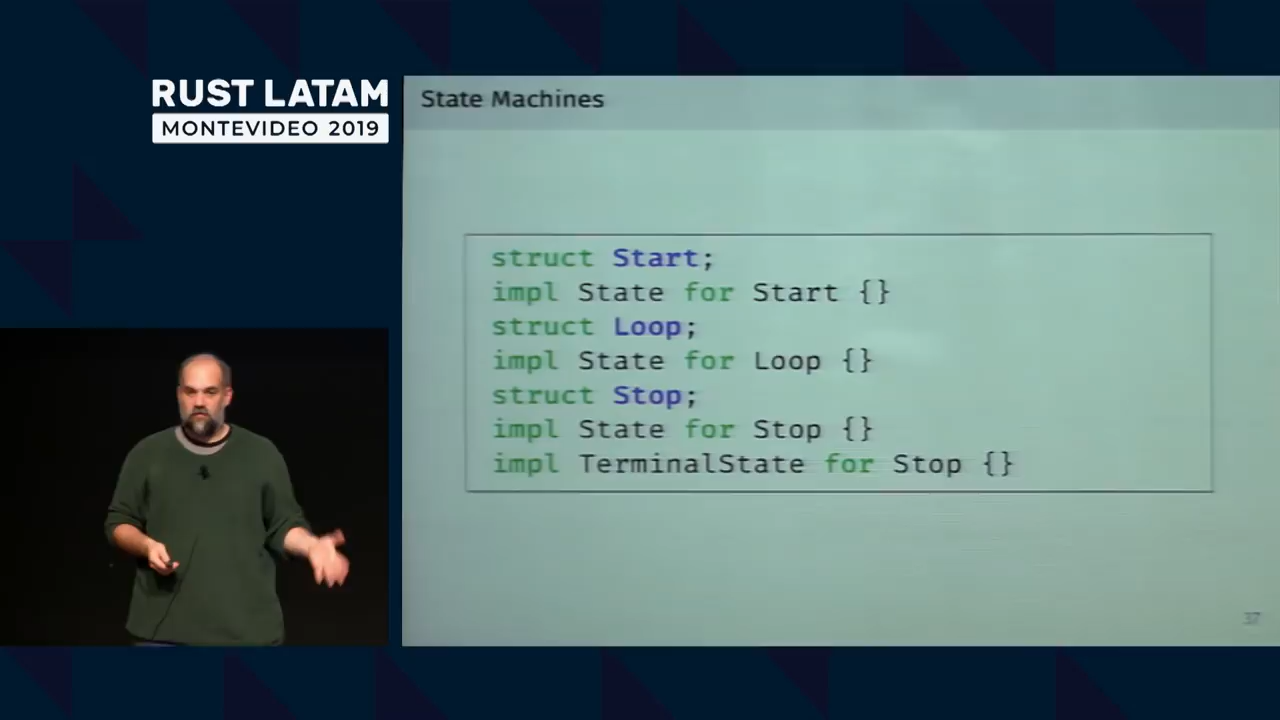 RUST LATAM
MONTEVIDEO 2019
State Machines
struct Start;
impl State for Start {}
struct Loop;
impl State for Loop {}
struct Stop;
impl State for Stop {}
impl TerminalState for Stop {}
37